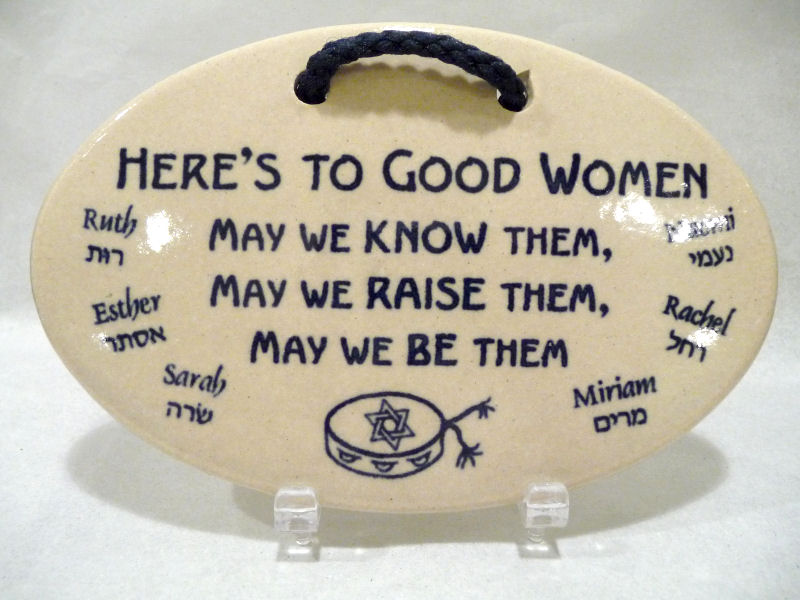 HERE'S TO GOOD WOMEN
MAY WE KNOW THEM,
MAY WE RAISE THEM,
MAY WE BE THEM
Ruth
רות
Esther
אסתר
Sarah
שרה
נעמי
Rachel
רחל
Miriam
מרים